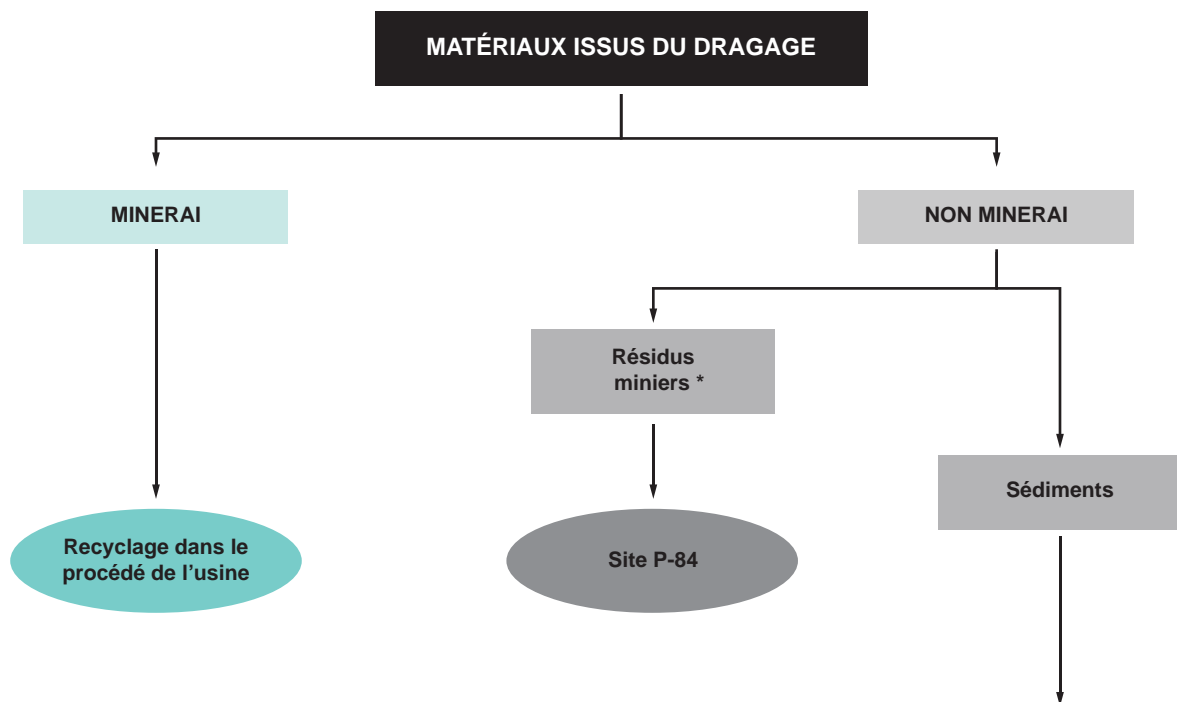 MATÉRIAUX ISSUS DU DRAGAGE
MINERAI
NON MINERAI
Résidus
miniers *
Sédiments
Recyclage dans le
procédé de l’usine
Site P-84